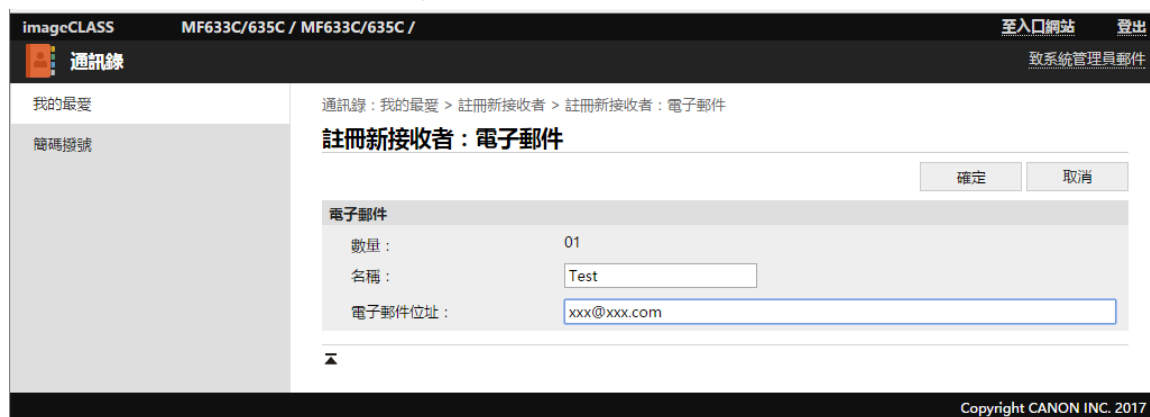 imageCLASS MF633C/635C / MF633C/635C / 至入口網站 登出
通訊錄 致系統管理員郵件
我的最愛
簡碼撥號
通訊錄：我的最愛 > 註冊新接收者 > 註冊新接收者：電子郵件
註冊新接收者：電子郵件
確定 取消
電子郵件
數量： 01
名稱： Test
電子郵件位址： xxx@xxx.com
Copyright CANON INC. 2017